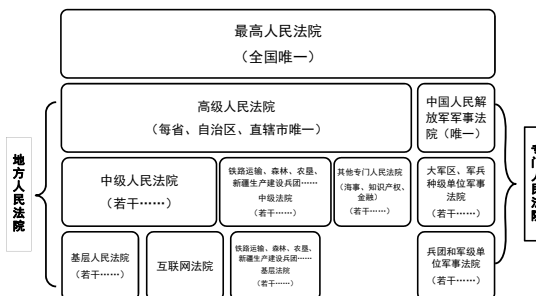 最高人民法院
（全国唯一）
高级人民法院
（每省、自治区、直辖市唯一）
中国人民解
放军军事法
院（唯一）
地方人民法院
专门人民法院
中级人民法院
（若干……）
铁路运输、森林、农垦、
新疆生产建设兵团……
中级法院
（若干……）
其他专门人民法院
（海事、知识产权、
金融）
（若干……）
大军区、军兵
种级单位军事
法院
（若干……）
基层人民法院
（若干……）
互联网法院
铁路运输、森林、农垦、
新疆生产建设兵团……
基层法院
（若干……）
兵团和军级单
位军事法院
（若干……）